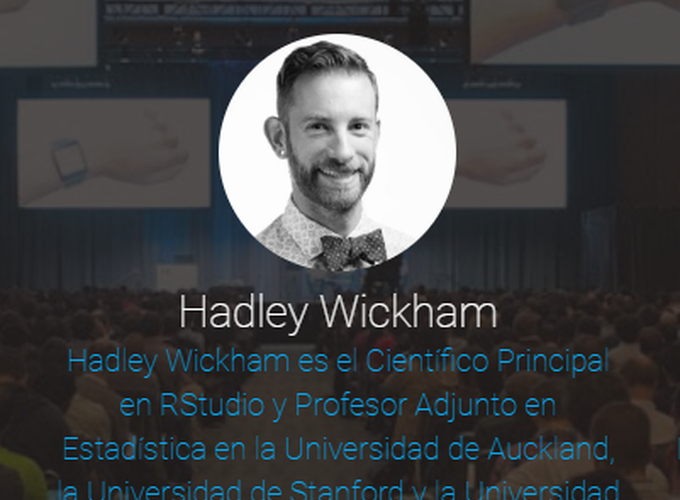 Hadley Wickham
Hadley Wickham es el Científico Principal
en RStudio y Profesor Adjunto en
Estadística en la Universidad de Auckland,
la Universidad de Stanford y la Universidad